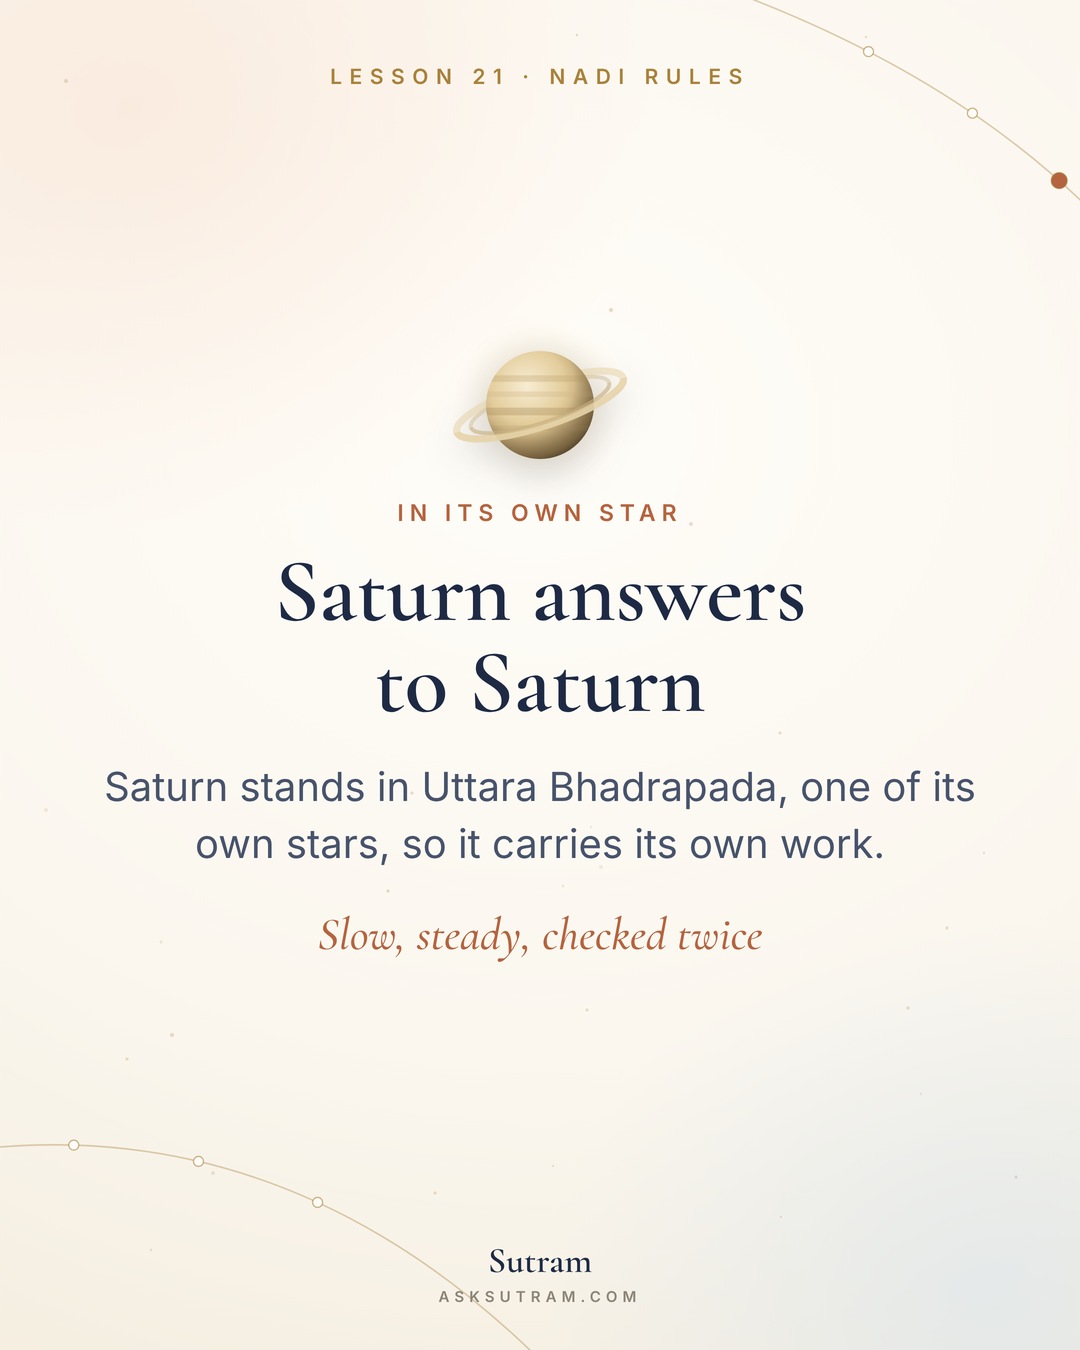 LESSON 21 · NADI RULES
IN ITS OWN STAR
Saturn answers
to Saturn
Saturn stands in Uttara Bhadrapada, one of its
own stars, so it carries its own work.
Slow, steady, checked twice
Sutram
ASKSUTRAM.COM